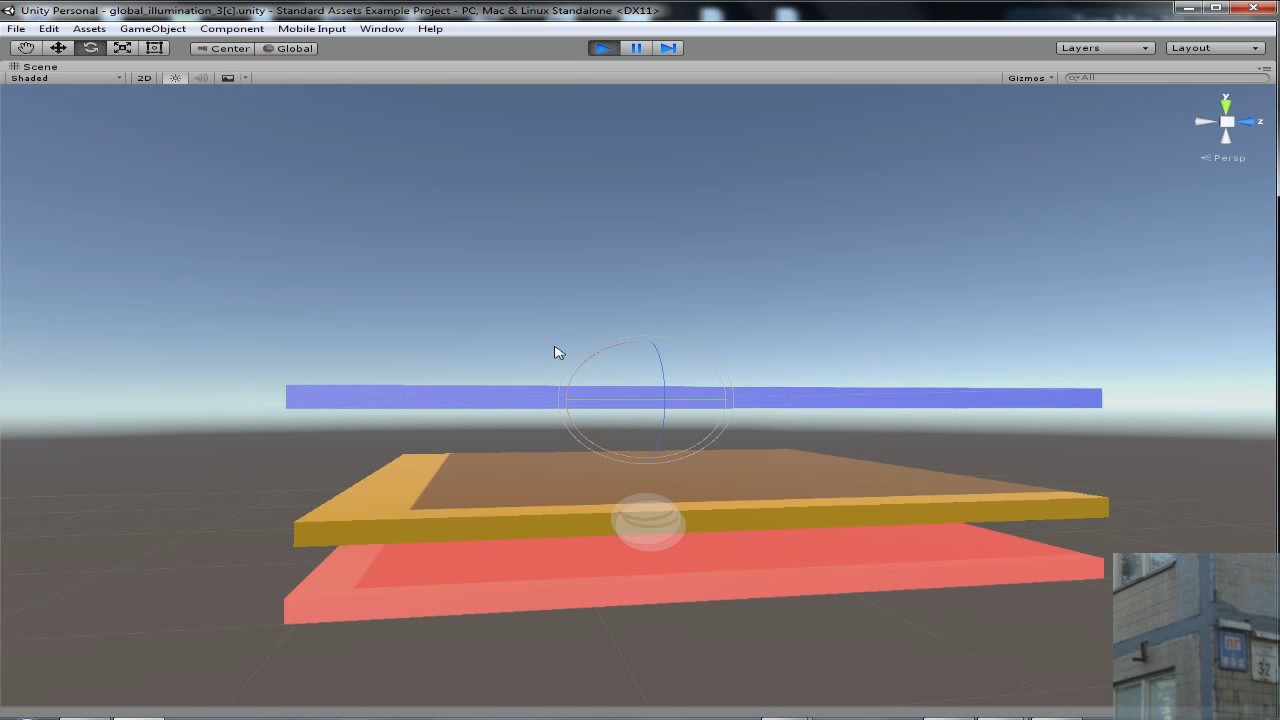 Unity Personal - global_illumination_3[c].unity - Standard Assets Example Project - PC, Mac & Linux Standalone <DX11>
File Edit Assets GameObject Component Mobile Input Window Help
Center Global Layers Layout
Scene
Shaded 2D Gizmos All
y
z
< Persp
ПГ
32